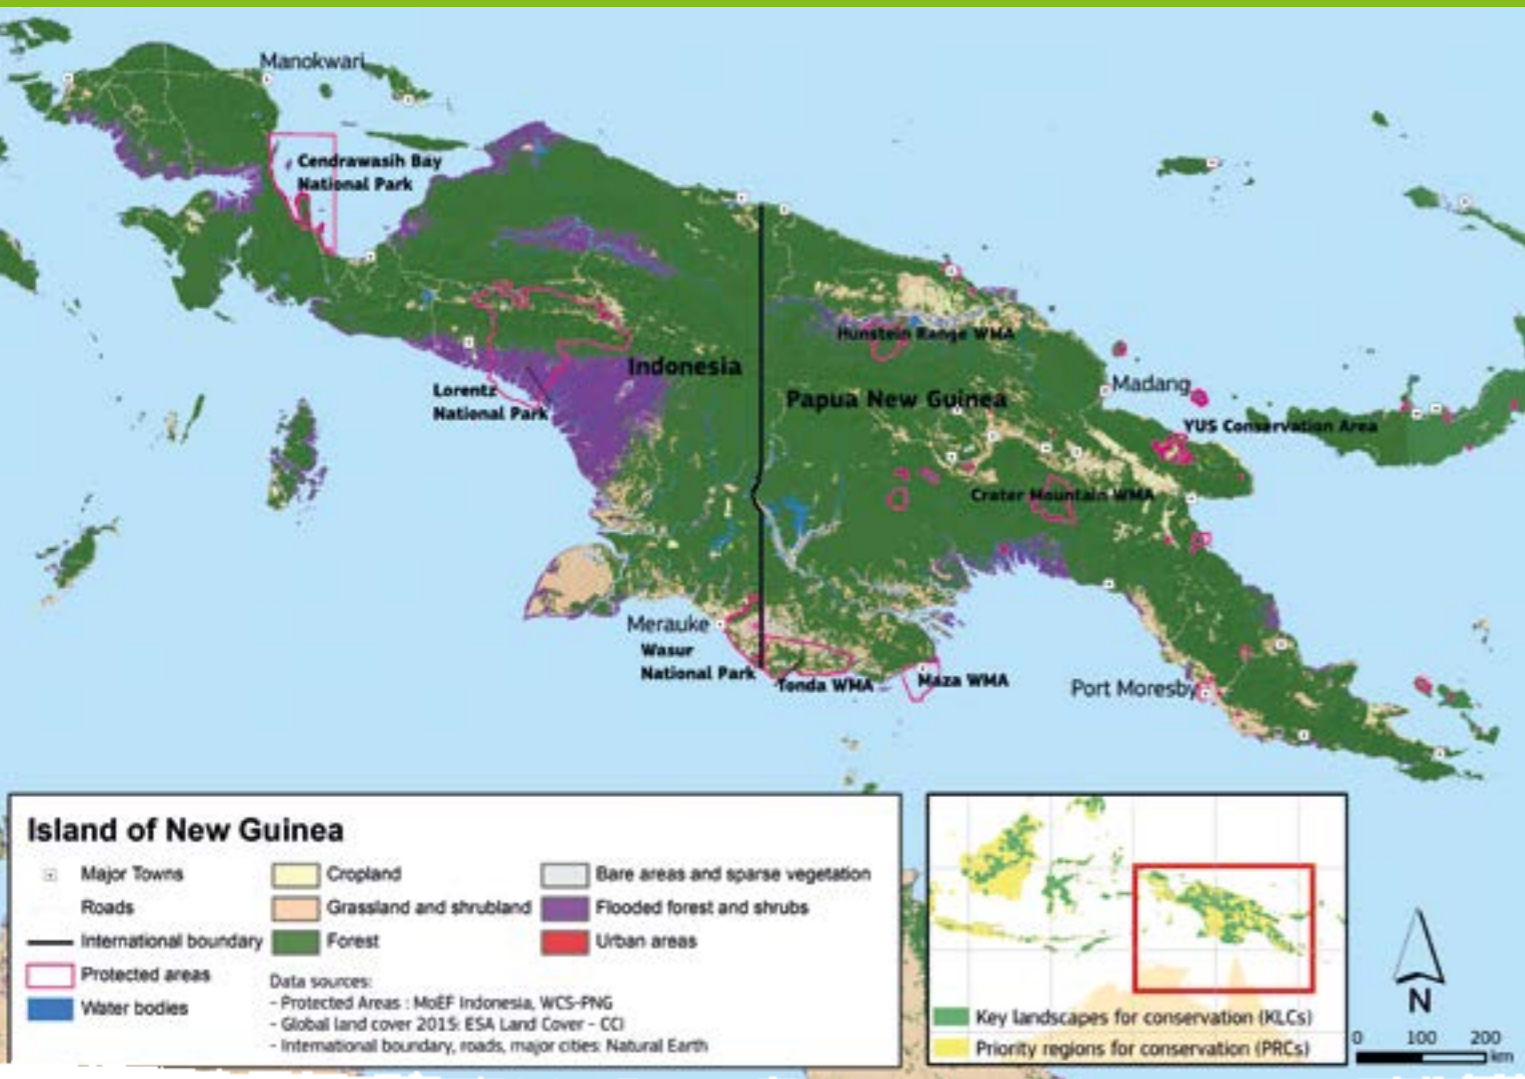 Manokwari
Cendrawasih Bay
National Park
Indonesia
Hunstein Range WMA
Papua New Guinea
Madang
Lorentz
National Park
YUS Conservation Area
Crater Mountain WMA
Merauke
Wasur
National Park
Tonda WMA
Maza WMA
Port Moresby
Island of New Guinea
Major Towns
Roads
International boundary
Protected areas
Water bodies
Cropland
Grassland and shrubland
Forest
Bare areas and sparse vegetation
Flooded forest and shrubs
Urban areas
Data sources:
- Protected Areas : MoEF Indonesia, WCS-PNG
- Global land cover 2015: ESA Land Cover - CCI
- International boundary, roads, major cities: Natural Earth
Key landscapes for conservation (KLCs)
Priority regions for conservation (PRCs)
N
0 100 200
km